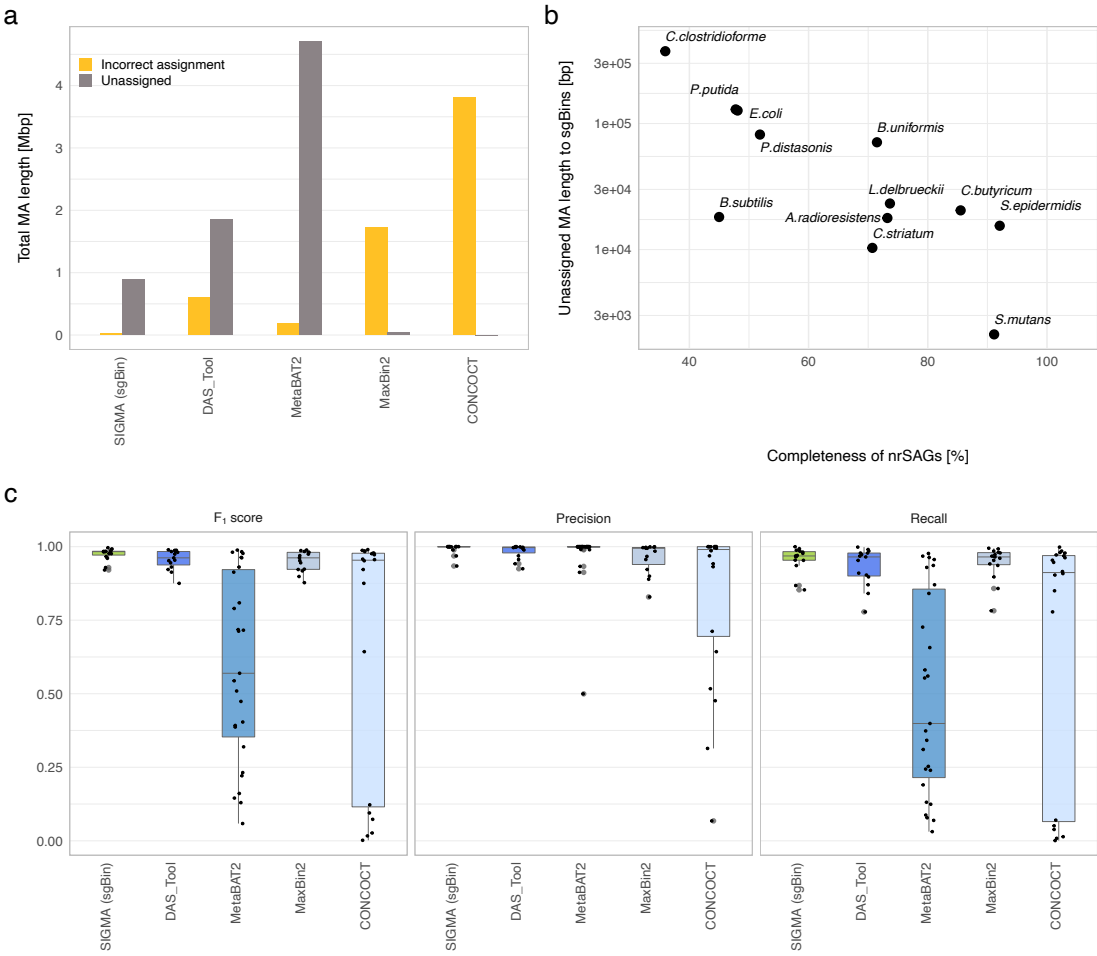 a
Total MA length [Mbp]
4
3
2
1
0
Incorrect assignment
Unassigned
SIGMA (sgBin)
DAS_Tool
MetaBAT2
MaxBin2
CONCOCT
b
Unassigned MA length to sgBins [bp]
3e+05
1e+05
3e+04
1e+04
3e+03
C.clostridioforme
P.putida
E.coli
P.distasonis
B.uniformis
L.delbrueckii
C.butyricum
B.subtilis
A.radioresistens
S.epidermidis
C.striatum
S.mutans
40
60
80
100
Completeness of nrSAGs [%]
c
F1 score
Precision
Recall
1.00
0.75
0.50
0.25
0.00
SIGMA (sgBin)
DAS_Tool
MetaBAT2
MaxBin2
CONCOCT
SIGMA (sgBin)
DAS_Tool
MetaBAT2
MaxBin2
CONCOCT
SIGMA (sgBin)
DAS_Tool
MetaBAT2
MaxBin2
CONCOCT